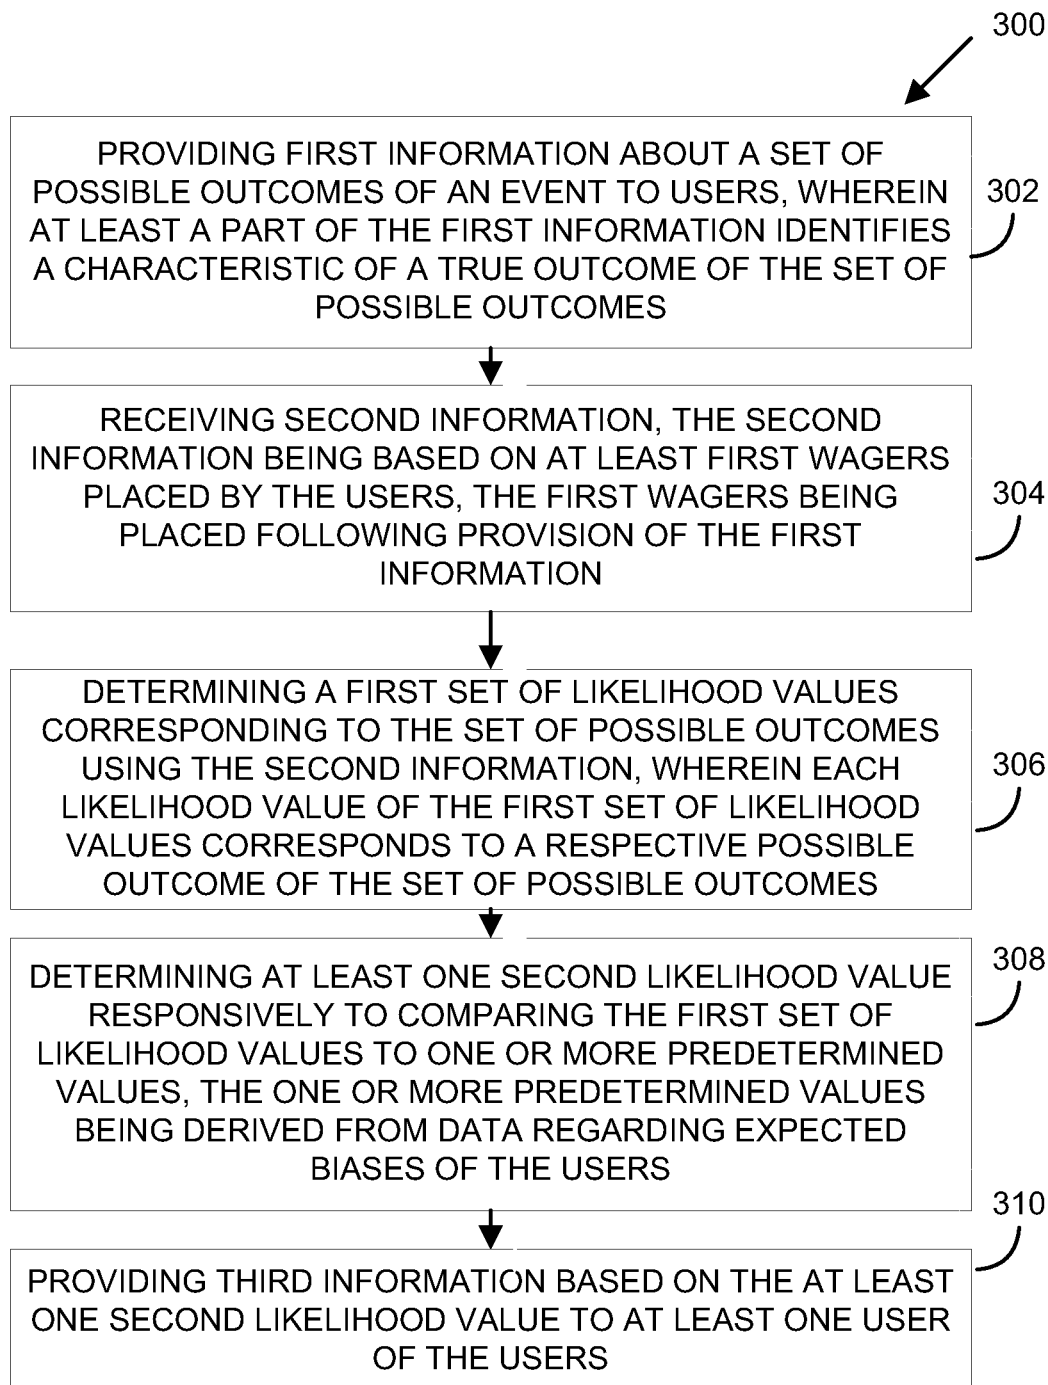 300
PROVIDING FIRST INFORMATION ABOUT A SET OF
POSSIBLE OUTCOMES OF AN EVENT TO USERS, WHEREIN
AT LEAST A PART OF THE FIRST INFORMATION IDENTIFIES
A CHARACTERISTIC OF A TRUE OUTCOME OF THE SET OF
POSSIBLE OUTCOMES
302
RECEIVING SECOND INFORMATION, THE SECOND
INFORMATION BEING BASED ON AT LEAST FIRST WAGERS
PLACED BY THE USERS, THE FIRST WAGERS BEING
PLACED FOLLOWING PROVISION OF THE FIRST
INFORMATION
304
DETERMINING A FIRST SET OF LIKELIHOOD VALUES
CORRESPONDING TO THE SET OF POSSIBLE OUTCOMES
USING THE SECOND INFORMATION, WHEREIN EACH
LIKELIHOOD VALUE OF THE FIRST SET OF LIKELIHOOD
VALUES CORRESPONDS TO A RESPECTIVE POSSIBLE
OUTCOME OF THE SET OF POSSIBLE OUTCOMES
306
DETERMINING AT LEAST ONE SECOND LIKELIHOOD VALUE
RESPONSIVELY TO COMPARING THE FIRST SET OF
LIKELIHOOD VALUES TO ONE OR MORE PREDETERMINED
VALUES, THE ONE OR MORE PREDETERMINED VALUES
BEING DERIVED FROM DATA REGARDING EXPECTED
BIASES OF THE USERS
308
PROVIDING THIRD INFORMATION BASED ON THE AT LEAST
ONE SECOND LIKELIHOOD VALUE TO AT LEAST ONE USER
OF THE USERS
310